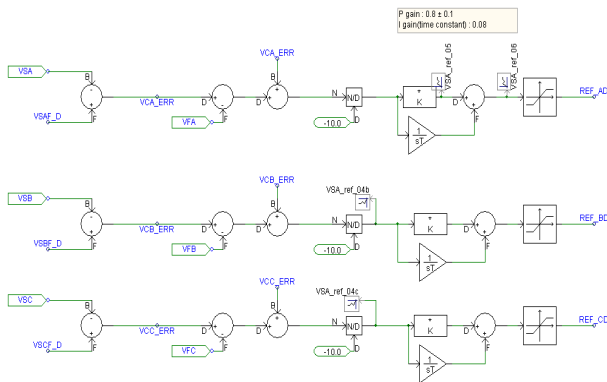 P gain : 0.8 ± 0.1
I gain(time constant) : 0.08
VSA_ref_05
VSA_ref_06
VCA_ERR
VSA
B
B
VSAF_D
F
VCA_ERR
D
VFA
F
D
N
N/D
D
-10.0
*
K
D
F
1
sT
REF_AD
VSB
B
VCB_ERR
B
VSA_ref_04b
VSBF_D
F
VCB_ERR
D
VFB
F
D
N
N/D
D
-10.0
*
K
D
F
1
sT
REF_BD
VSC
B
VCC_ERR
B
VSA_ref_04c
VSCF_D
F
VCC_ERR
D
VFC
F
D
N
N/D
D
-10.0
*
K
D
F
1
sT
REF_CD